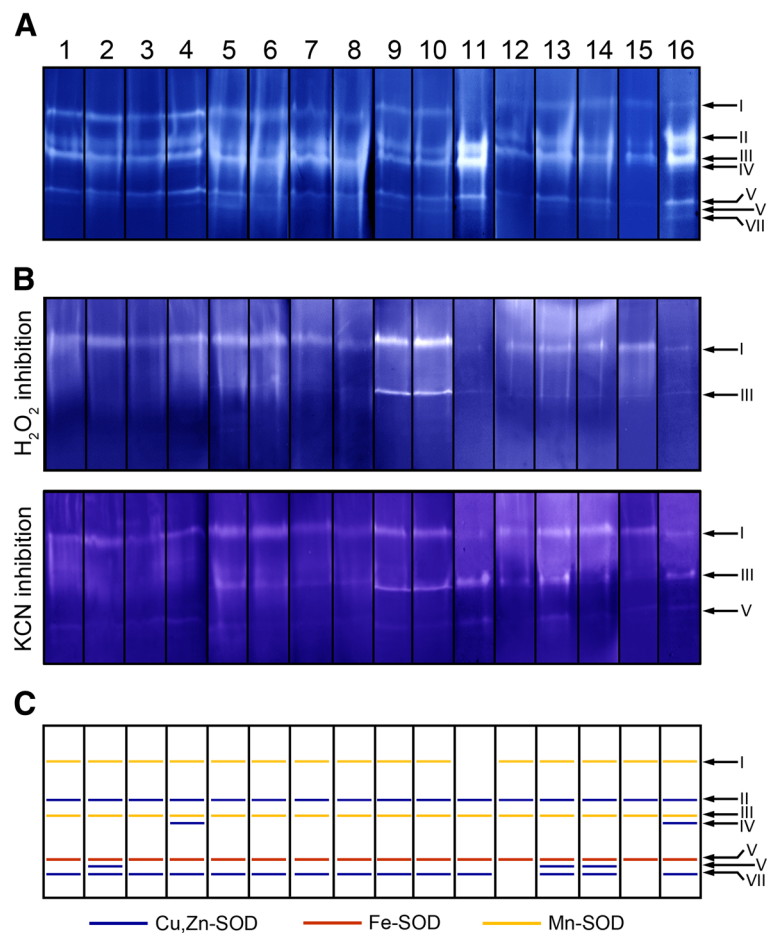 A
1 2 3 4 5 6 7 8 9 10 11 12 13 14 15 16
I
II
III
IV
V
V
VII
B
H₂O₂ inhibition
I
III
KCN inhibition
I
III
V
C
I
II
III
IV
V
V
VII
Cu,Zn-SOD Fe-SOD Mn-SOD